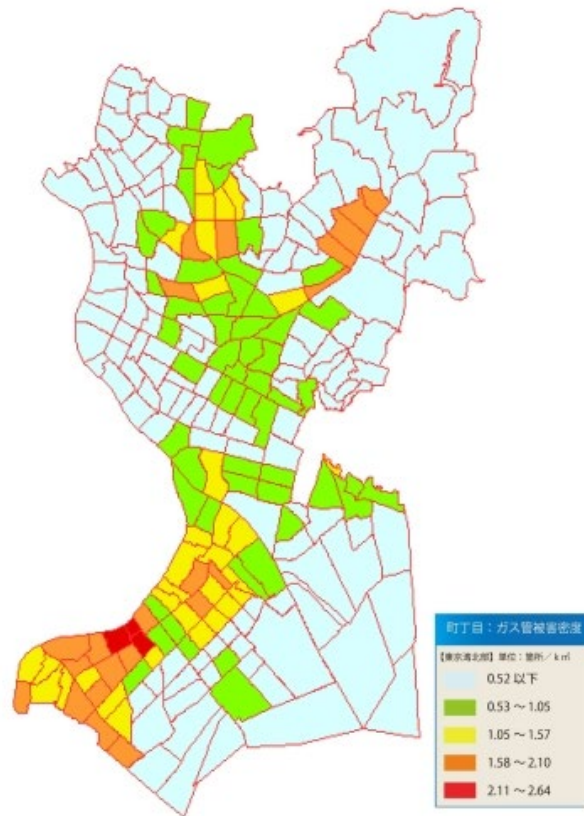 町丁目：ガス管被害密度
【東京湾北部】単位：箇所／k㎡
0.52 以下
0.53 ～ 1.05
1.05 ～ 1.57
1.58 ～ 2.10
2.11 ～ 2.64